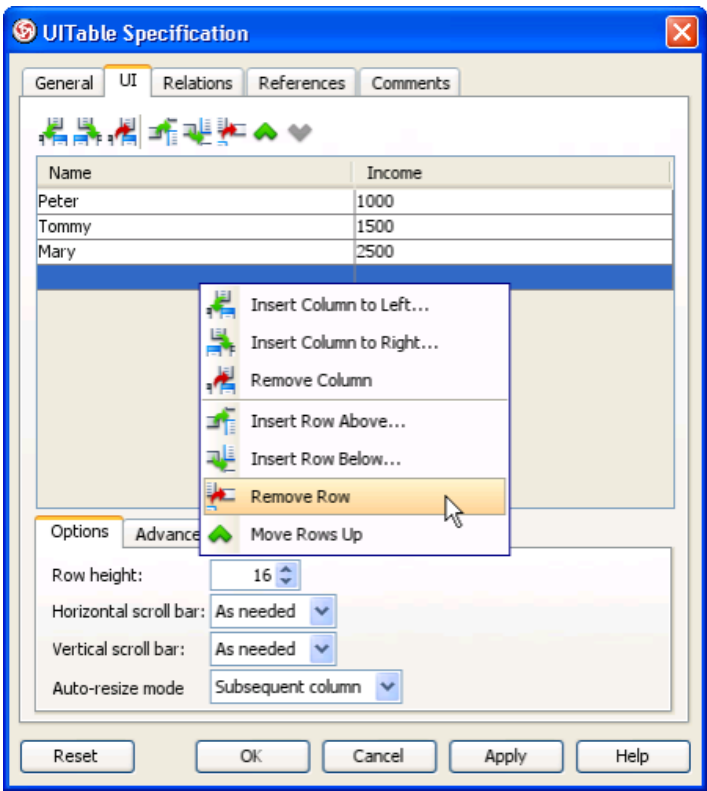 UITable Specification
General UI Relations References Comments
Name Income
Peter 1000
Tommy 1500
Mary 2500
Insert Column to Left...
Insert Column to Right...
Remove Column
Insert Row Above...
Insert Row Below...
Remove Row
Move Rows Up
Options Advance
Row height: 16
Horizontal scroll bar: As needed
Vertical scroll bar: As needed
Auto-resize mode Subsequent column
Reset OK Cancel Apply Help